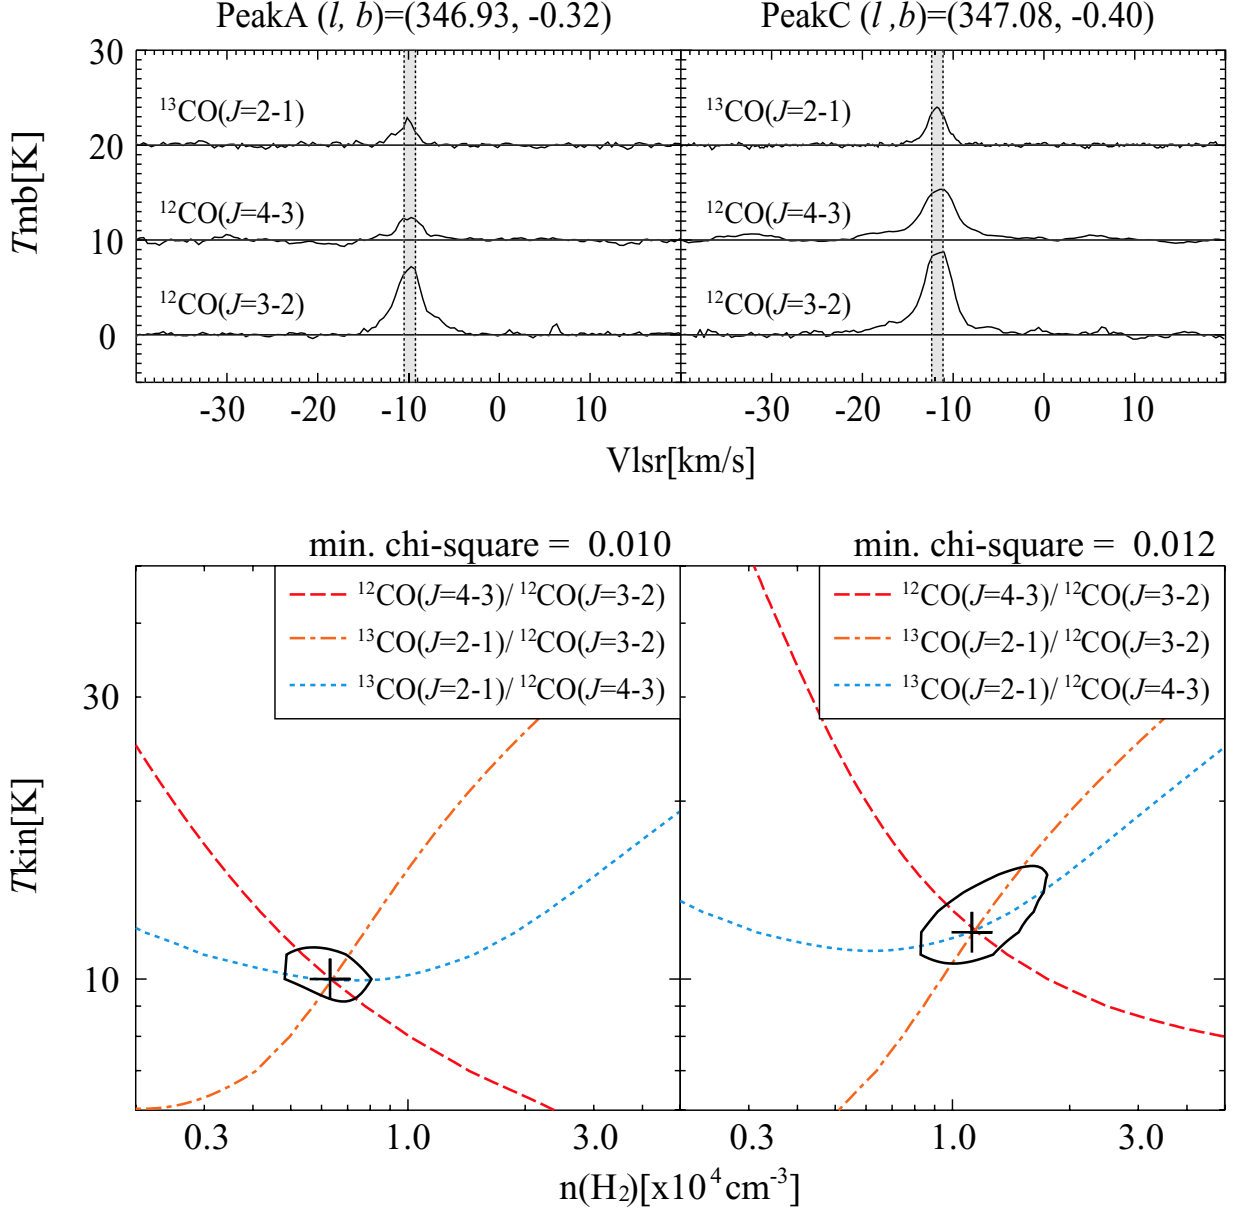 PeakA (l, b)=(346.93, -0.32) PeakC (l ,b)=(347.08, -0.40)
30
¹³CO(J=2-1) ¹³CO(J=2-1)
20
¹²CO(J=4-3) ¹²CO(J=4-3)
10
¹²CO(J=3-2) ¹²CO(J=3-2)
0
Tmb[K]
-30 -20 -10 0 10 -30 -20 -10 0 10
Vlsr[km/s]
min. chi-square = 0.010 min. chi-square = 0.012
¹²CO(J=4-3)/ ¹²CO(J=3-2) ¹²CO(J=4-3)/ ¹²CO(J=3-2)
¹³CO(J=2-1)/ ¹²CO(J=3-2) ¹³CO(J=2-1)/ ¹²CO(J=3-2)
¹³CO(J=2-1)/ ¹²CO(J=4-3) ¹³CO(J=2-1)/ ¹²CO(J=4-3)
30
Tkin[K]
10
0.3 1.0 3.0 0.3 1.0 3.0
n(H₂)[x10⁴cm⁻³]